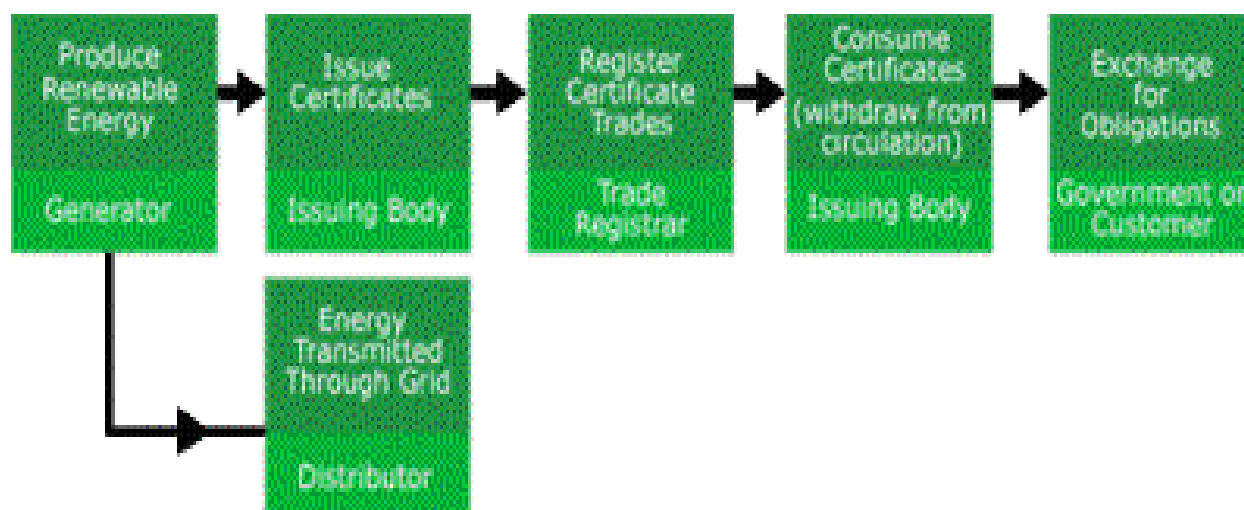 Produce
Renewable
Energy
Generator
Issue
Certificates
Issuing Body
Register
Certificate
Trades
Trade
Registrar
Consume
Certificates
(withdraw from
circulation)
Issuing Body
Exchange
for
Obligations
Government or
Customer
Energy
Transmitted
Through Grid
Distributor